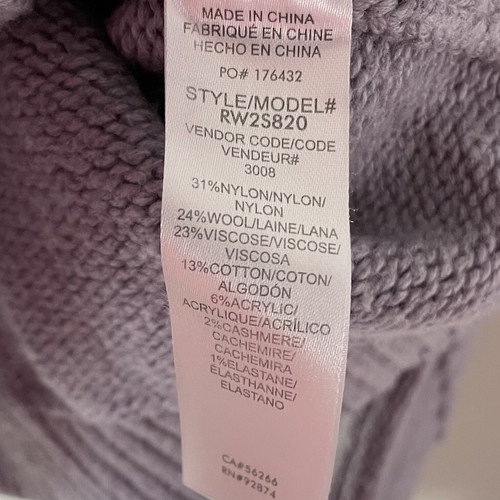 MADE IN CHINA
FABRIQUÉ EN CHINE
HECHO EN CHINA
PO# 176432
STYLE/MODEL#
RW2S820
VENDOR CODE/CODE
VENDEUR#
3008
31%NYLON/NYLON/
NYLON
24%WOOL/LAINE/LANA
23%VISCOSE/VISCOSE/
VISCOSA
13%COTTON/COTON/
ALGODÓN
6%ACRYLIC/
ACRYLIQUE/ACRÍLICO
2%CASHMERE/
CACHEMIRE/
CACHEMIRA
1%ELASTANE/
ÉLASTHANNE/
ELASTANO
CA#56266
RN#92874